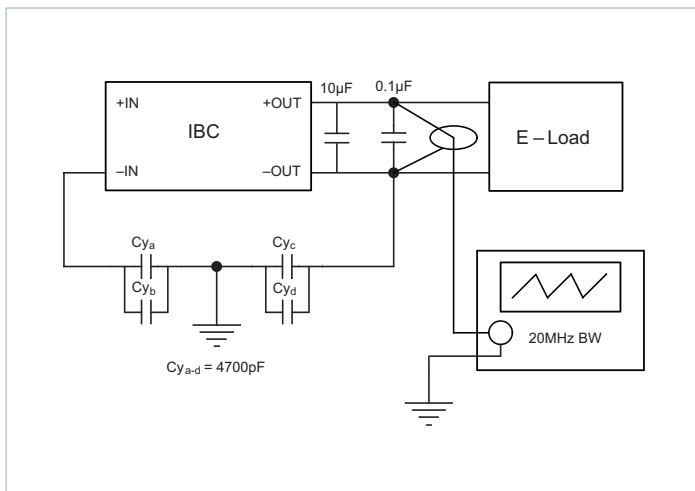 10µF
0.1µF
+IN
+OUT
IBC
–IN
–OUT
E – Load
Cya
Cyb
Cyc
Cyd
Cya-d = 4700pF
20MHz BW